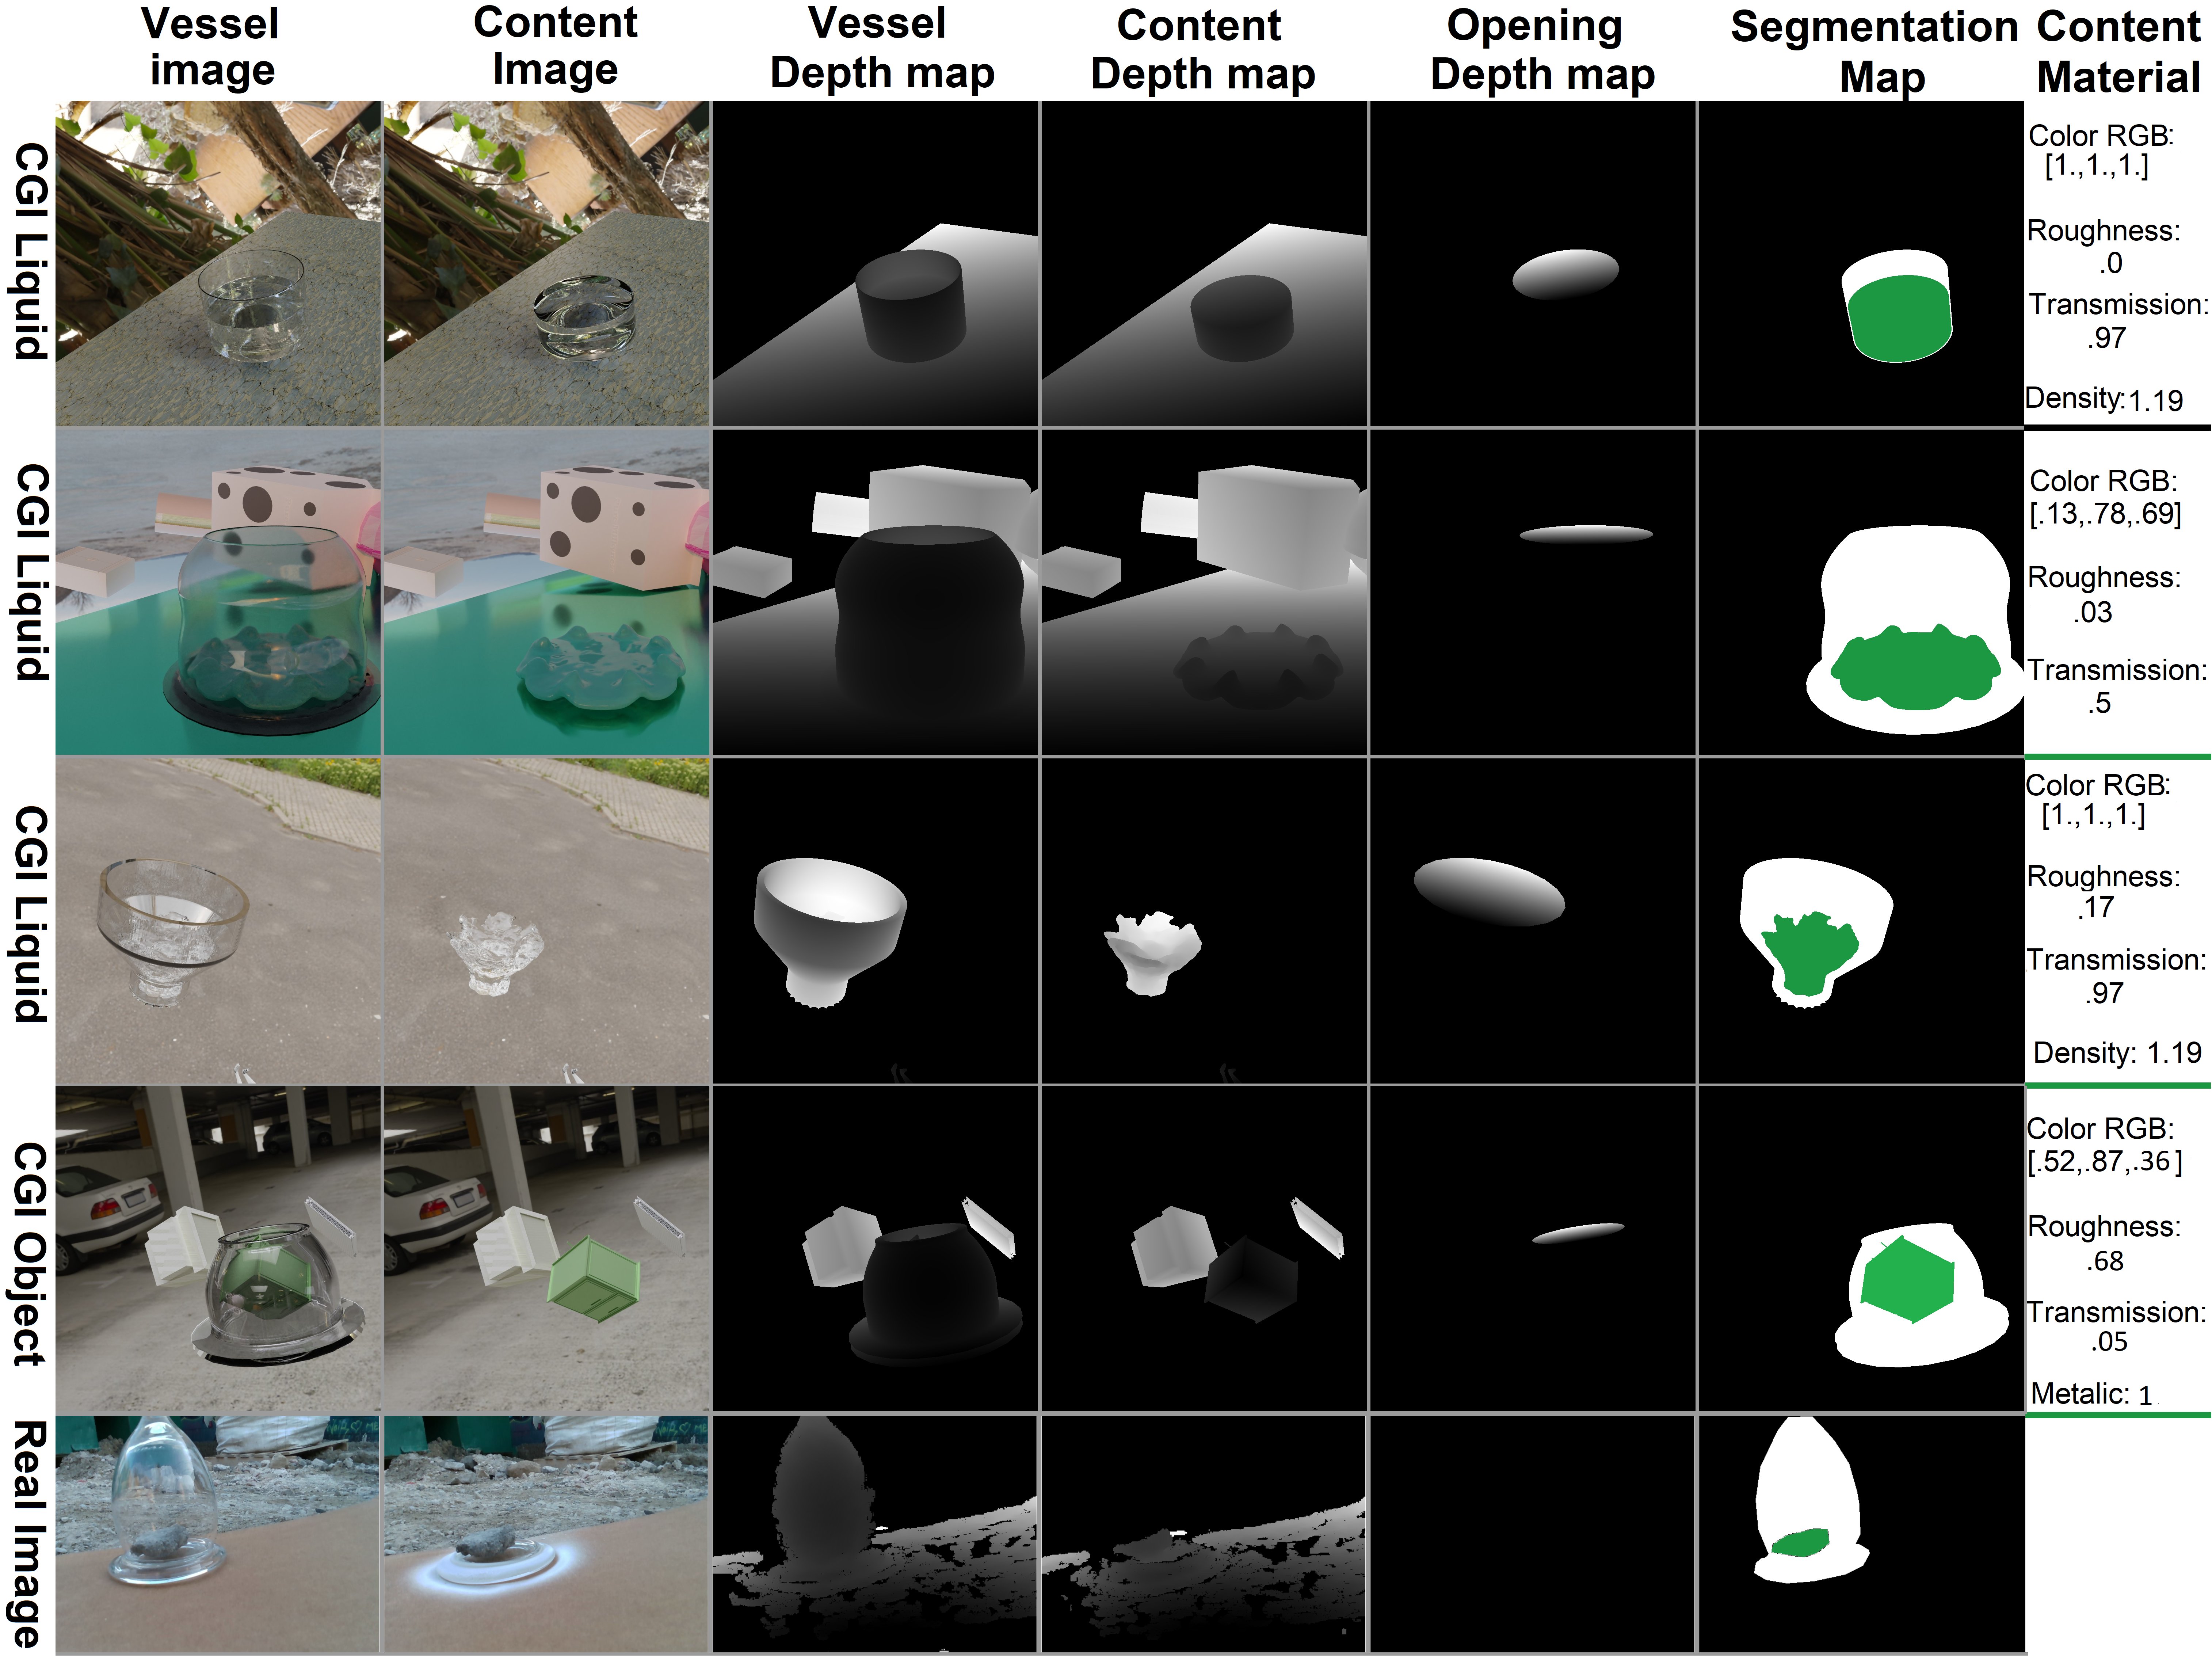 Vessel
image
Content
Image
Vessel
Depth map
Content
Depth map
Opening
Depth map
Segmentation
Map
Content
Material
CGI Liquid
Color RGB:
[1.,1.,1.]
Roughness:
.0
Transmission:
.97
Density:1.19
CGI Liquid
Color RGB:
[.13,.78,.69]
Roughness:
.03
Transmission:
.5
CGI Liquid
Color RGB:
[1.,1.,1.]
Roughness:
.17
Transmission:
.97
Density: 1.19
CGI Object
Color RGB:
[.52,.87,.36]
Roughness:
.68
Transmission:
.05
Metalic: 1
Real Image